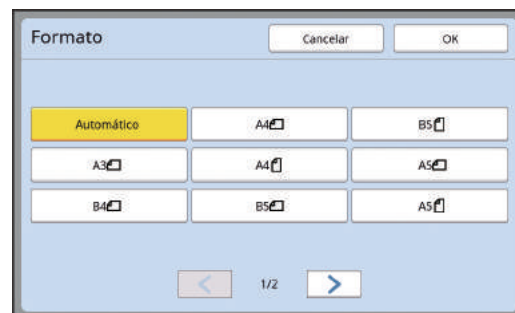 Formato Cancelar OK
Automático A4 B5
A3 A4 A5
B4 B5 A5
1/2